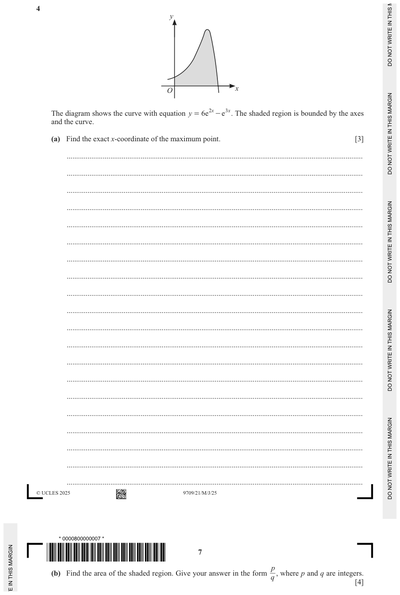 4
y
O
x
The diagram shows the curve with equation y = 6e^{2x} − e^{3x}. The shaded region is bounded by the axes
and the curve.
(a) Find the exact x-coordinate of the maximum point. [3]
© UCLES 2025
9709/21/M/J/25
DO NOT WRITE IN THIS M
DO NOT WRITE IN THIS MARGIN
DO NOT WRITE IN THIS MARGIN
DO NOT WRITE IN THIS MARGIN
DO NOT WRITE IN THIS MARGIN
E IN THIS MARGIN
* 0000800000007 *
7
(b) Find the area of the shaded region. Give your answer in the form p/q, where p and q are integers.
[4]